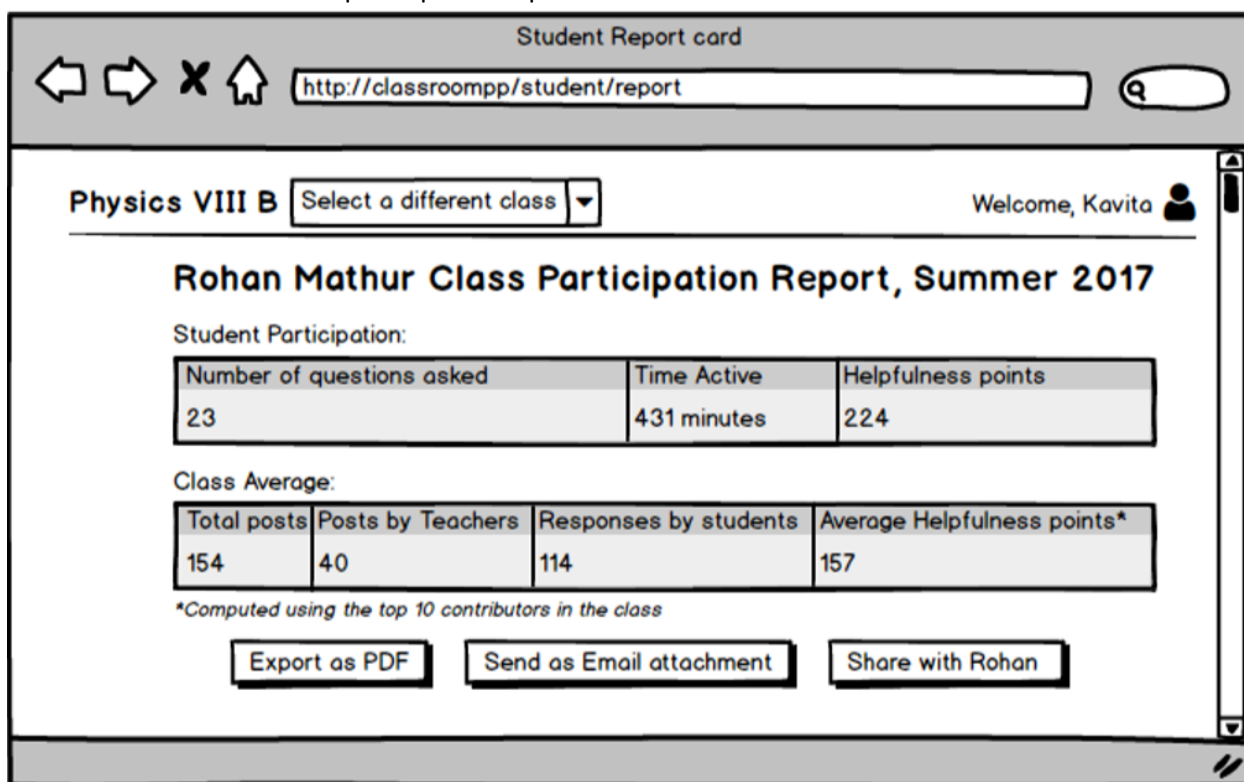 Student Report card
http://classroompp/student/report
Physics VIII B Select a different class Welcome, Kavita
Rohan Mathur Class Participation Report, Summer 2017
Student Participation:
Number of questions asked Time Active Helpfulness points
23 431 minutes 224
Class Average:
Total posts Posts by Teachers Responses by students Average Helpfulness points*
154 40 114 157
*Computed using the top 10 contributors in the class
Export as PDF Send as Email attachment Share with Rohan